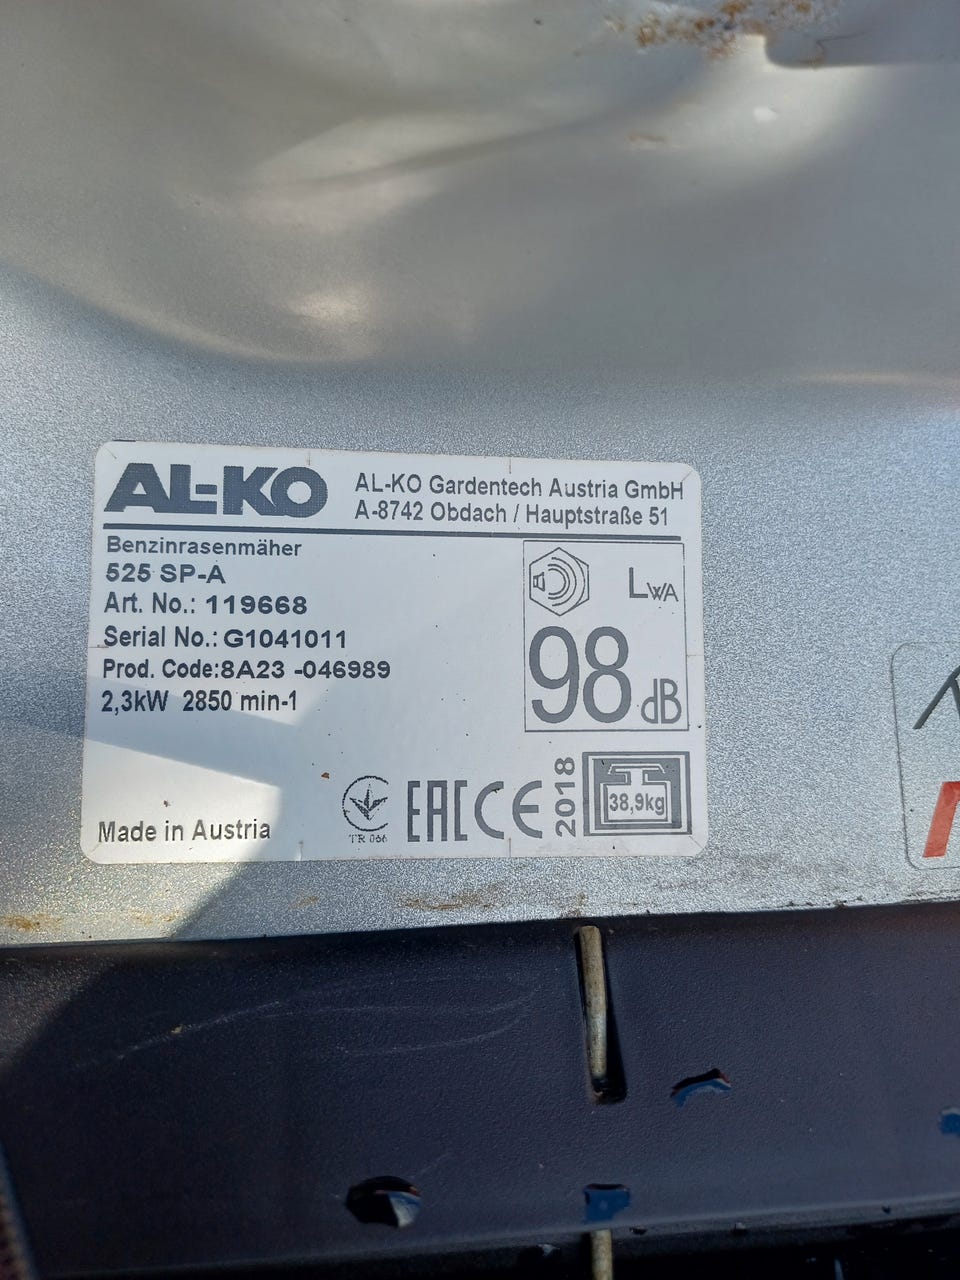 AL-KO
AL-KO Gardentech Austria GmbH
A-8742 Obdach / Hauptstraße 51
Benzinrasenmäher
525 SP-A
Art. No.: 119668
Serial No.: G1041011
Prod. Code:8A23 -046989
2,3kW 2850 min-1
LWA
98 dB
Made in Austria
TR 066
EAC CE
2018
38,9kg